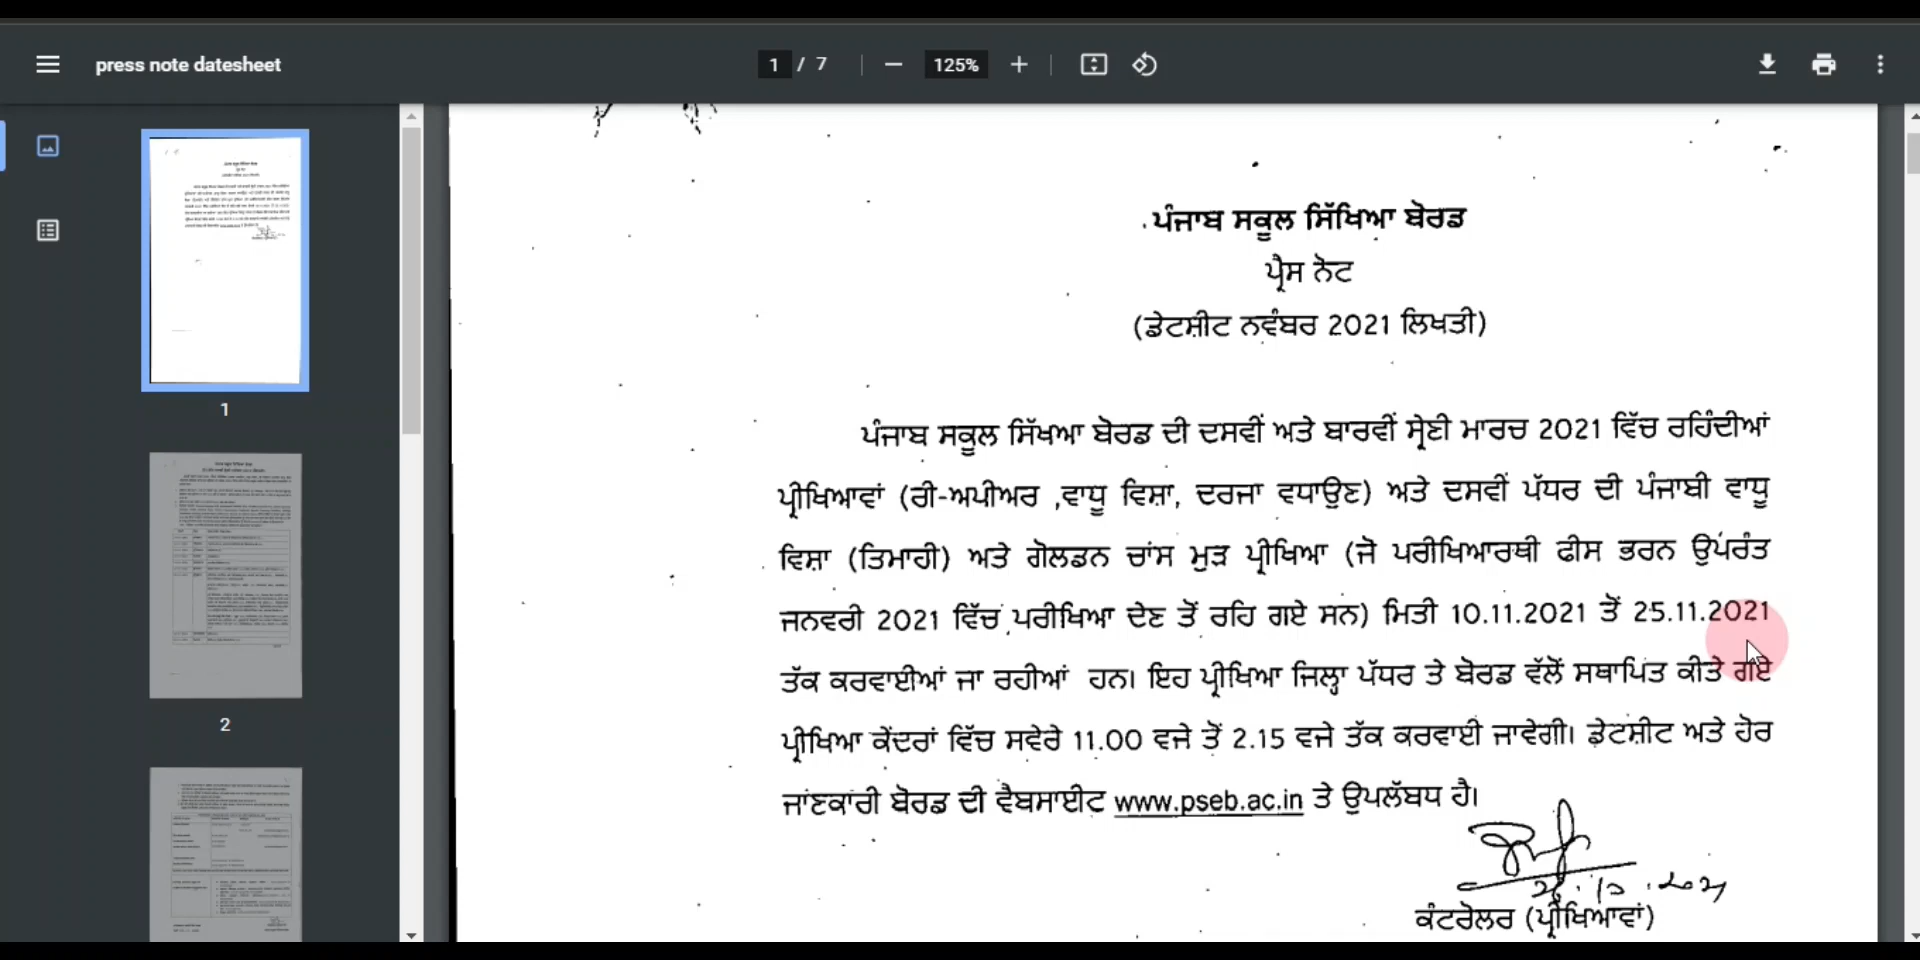 press note datesheet
1 / 7
125%
ਪੰਜਾਬ ਸਕੂਲ ਸਿੱਖਿਆ ਬੋਰਡ
ਪ੍ਰੈਸ ਨੋਟ
(ਡੇਟਸ਼ੀਟ ਨਵੰਬਰ 2021 ਲਿਖਤੀ)
ਪੰਜਾਬ ਸਕੂਲ ਸਿੱਖਆ ਬੋਰਡ ਦੀ ਦਸਵੀਂ ਅਤੇ ਬਾਰਵੀਂ ਸ਼੍ਰੇਣੀ ਮਾਰਚ 2021 ਵਿੱਚ ਰਹਿੰਦੀਆਂ
ਪ੍ਰੀਖਿਆਵਾਂ (ਰੀ-ਅਪੀਅਰ ,ਵਾਧੂ ਵਿਸ਼ਾ, ਦਰਜਾ ਵਧਾਉਣ) ਅਤੇ ਦਸਵੀਂ ਪੱਧਰ ਦੀ ਪੰਜਾਬੀ ਵਾਧੂ
ਵਿਸ਼ਾ (ਤਿਮਾਹੀ) ਅਤੇ ਗੋਲਡਨ ਚਾਂਸ ਮੁੜ ਪ੍ਰੀਖਿਆ (ਜੋ ਪਰੀਖਿਆਰਥੀ ਫੀਸ ਭਰਨ ਉਪਰੰਤ
ਜਨਵਰੀ 2021 ਵਿੱਚ ਪਰੀਖਿਆ ਦੇਣ ਤੋਂ ਰਹਿ ਗਏ ਸਨ) ਮਿਤੀ 10.11.2021 ਤੋਂ 25.11.2021
ਤੱਕ ਕਰਵਾਈਆਂ ਜਾ ਰਹੀਆਂ ਹਨ। ਇਹ ਪ੍ਰੀਖਿਆ ਜਿਲ੍ਹਾ ਪੱਧਰ ਤੇ ਬੋਰਡ ਵੱਲੋਂ ਸਥਾਪਿਤ ਕੀਤੇ ਗਏ
ਪ੍ਰੀਖਿਆ ਕੇਂਦਰਾਂ ਵਿੱਚ ਸਵੇਰੇ 11.00 ਵਜੇ ਤੋਂ 2.15 ਵਜੇ ਤੱਕ ਕਰਵਾਈ ਜਾਵੇਗੀ। ਡੇਟਸ਼ੀਟ ਅਤੇ ਹੋਰ
ਜਾਂਣਕਾਰੀ ਬੋਰਡ ਦੀ ਵੈਬਸਾਈਟ www.pseb.ac.in ਤੇ ਉਪਲੱਬਧ ਹੈ।
ਕੰਟਰੋਲਰ (ਪ੍ਰੀਖਿਆਵਾਂ)
1
2